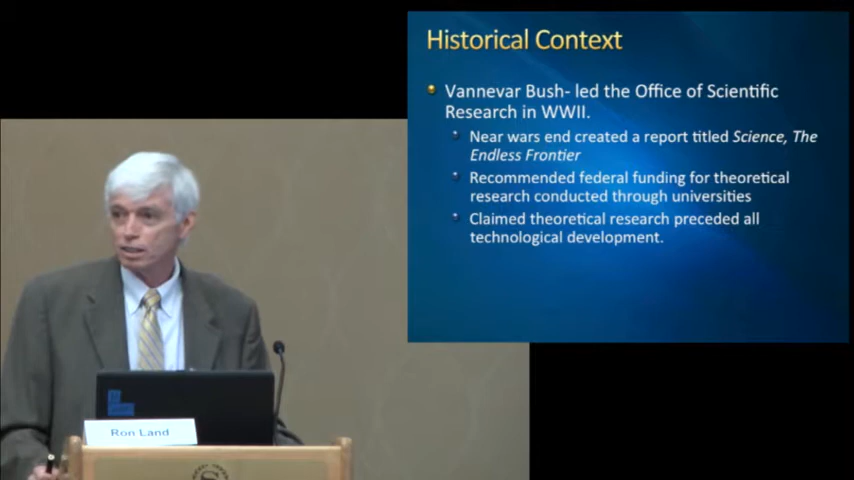 Historical Context
Vannevar Bush- led the Office of Scientific
Research in WWII.
Near wars end created a report titled Science, The
Endless Frontier
Recommended federal funding for theoretical
research conducted through universities
Claimed theoretical research preceded all
technological development.
Ron Land